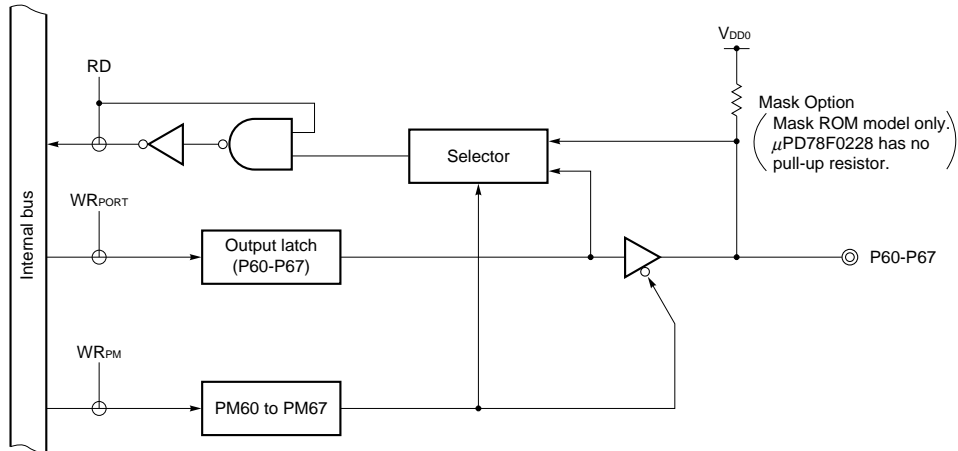 VDD0
RD
Mask Option
Mask ROM model only.
μPD78F0228 has no
pull-up resistor.
Selector
WRPORT
Internal bus
Output latch
(P60-P67)
P60-P67
WRPM
PM60 to PM67